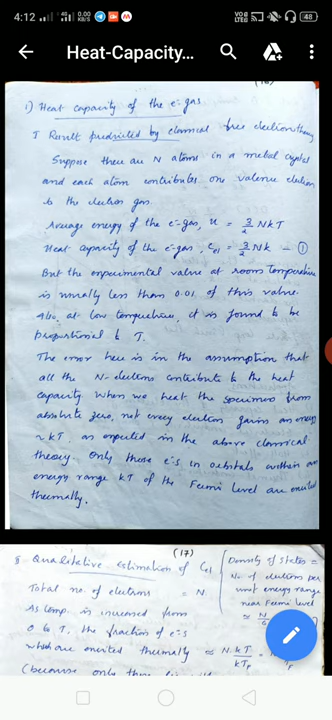 4:12 4G 0.00 KB/S VoB LTE 48
Heat-Capacity...
(16)
1) Heat capacity of the e⁻ gas
I Result predicted by classical free electron theory
Suppose there are N atoms in a metal crystal
and each atom contributes one valence electron
to the electron gas.
Average energy of the e⁻ gas, u = 3/2 NkT
Heat capacity of the e⁻ gas, Cel = 3/2 Nk — ①
But the experimental value at room temperature
is usually less than 0.01 of this value.
Also, at low temperature, it is found to be
proportional to T.
The error here is in the assumption that
all the N-electrons contribute to the heat
capacity. When we heat the specimen from
absolute zero, not every electron gains an energy
~kT, as expected in the above classical
theory. Only those e⁻s in orbitals within an
energy range kT of the Fermi level are excited
thermally.
(17)
§ Qualitative estimation of Cel
Density of States =
No. of electrons per
unit energy range
near Fermi level
Total no. of electrons = N
As temp. is increased from
0 to T, the fraction of e⁻s
which are excited thermally ≈ N.kT/kTF
(because only those